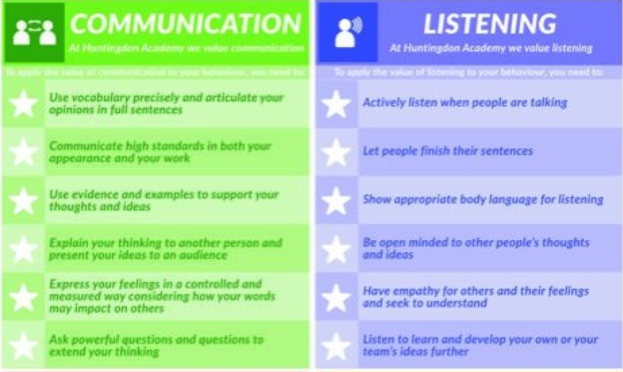 COMMUNICATION
At Huntingdon Academy we value communication
To apply the value of communication to your behaviour, you need to:
Use vocabulary precisely and articulate your
opinions in full sentences
Communicate high standards in both your
appearance and your work
Use evidence and examples to support your
thoughts and ideas
Explain your thinking to another person and
present your ideas to an audience
Express your feelings in a controlled and
measured way considering how your words
may impact on others
Ask powerful questions and questions to
extend your thinking
LISTENING
At Huntingdon Academy we value listening
To apply the value of listening to your behaviour, you need to:
Actively listen when people are talking
Let people finish their sentences
Show appropriate body language for listening
Be open minded to other people's thoughts
and ideas
Have empathy for others and their feelings
and seek to understand
Listen to learn and develop your own or your
team's ideas further